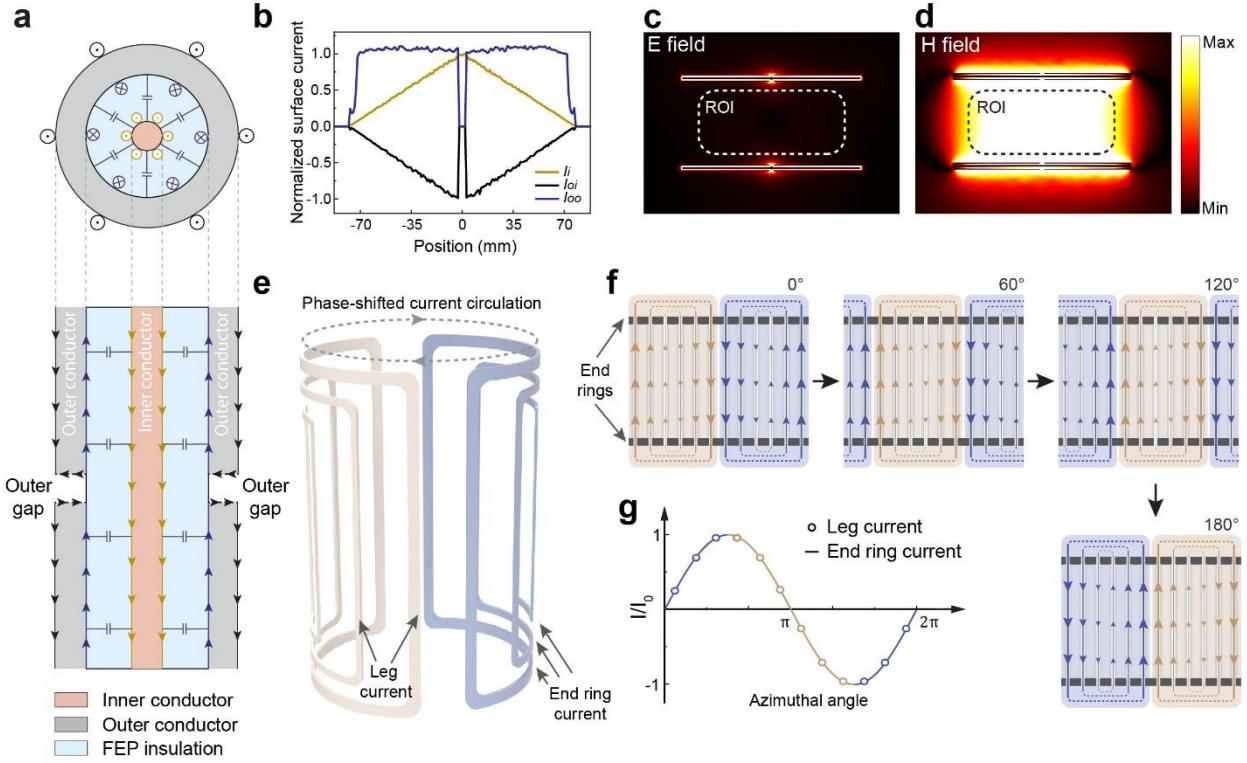 a
Outer conductor
Inner conductor
Outer conductor
Outer
gap
Outer
gap
Inner conductor
Outer conductor
FEP insulation
b
Normalized surface current
1.0
0.5
0.0
-0.5
-1.0
Ii
Ioi
Ioo
-70
-35
0
35
70
Position (mm)
c
E field
ROI
d
H field
ROI
Max
Min
e
Phase-shifted current circulation
Leg
current
End ring
current
f
0°
60°
120°
End
rings
180°
g
I/I0
1
-1
Leg current
End ring current
π
2π
Azimuthal angle